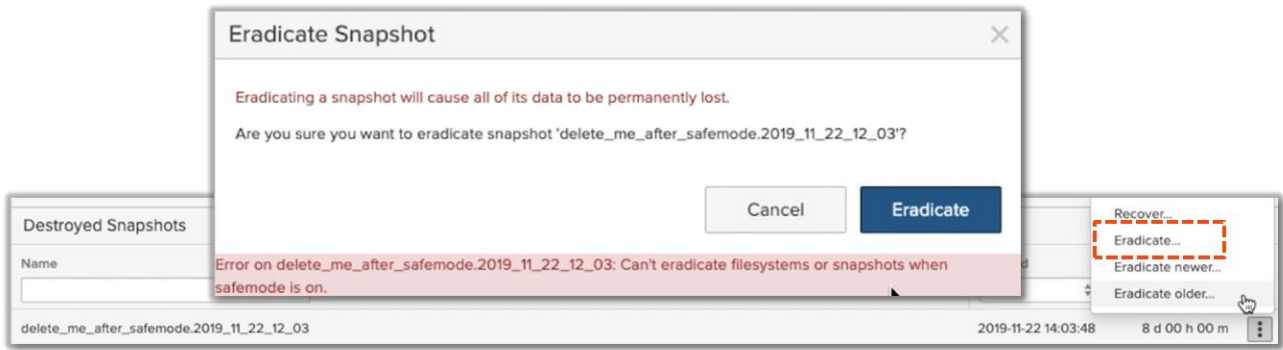 Eradicate Snapshot
Eradicating a snapshot will cause all of its data to be permanently lost.
Are you sure you want to eradicate snapshot 'delete_me_after_safemode.2019_11_22_12_03'?
Cancel
Eradicate
Error on delete_me_after_safemode.2019_11_22_12_03: Can't eradicate filesystems or snapshots when
safemode is on.
Destroyed Snapshots
Name
Recover...
Eradicate...
Eradicate newer...
Eradicate older...
delete_me_after_safemode.2019_11_22_12_03
2019-11-22 14:03:48
8 d 00 h 00 m